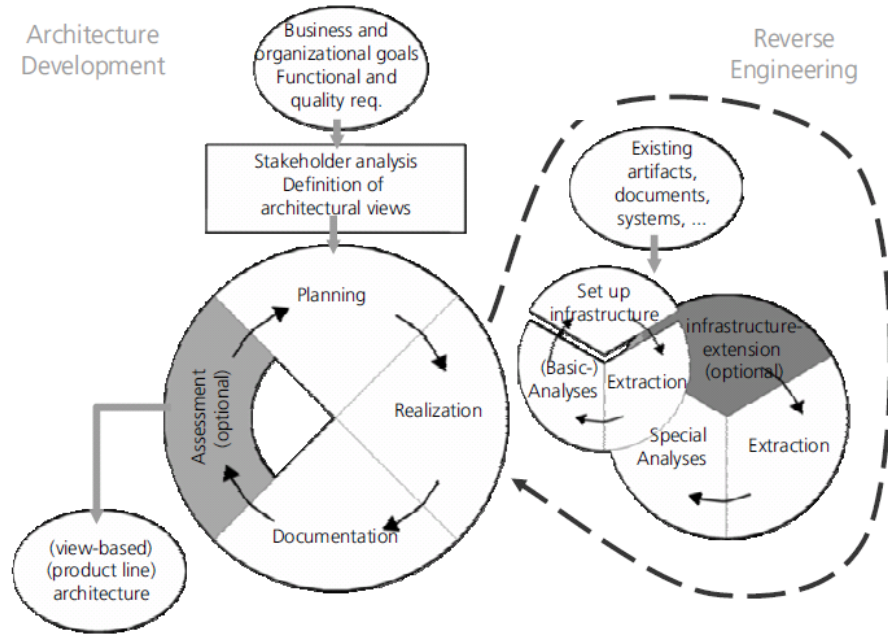 Architecture
Development
Business and
organizational goals
Functional and
quality req.
Reverse
Engineering
Stakeholder analysis
Definition of
architectural views
Existing
artifacts,
documents,
systems, ...
Planning
Realization
Documentation
Assessment
(optional)
Set up
infrastructure
(Basic-)
Analyses
Extraction
infrastructure-
extension
(optional)
Special
Analyses
Extraction
(view-based)
(product line)
architecture